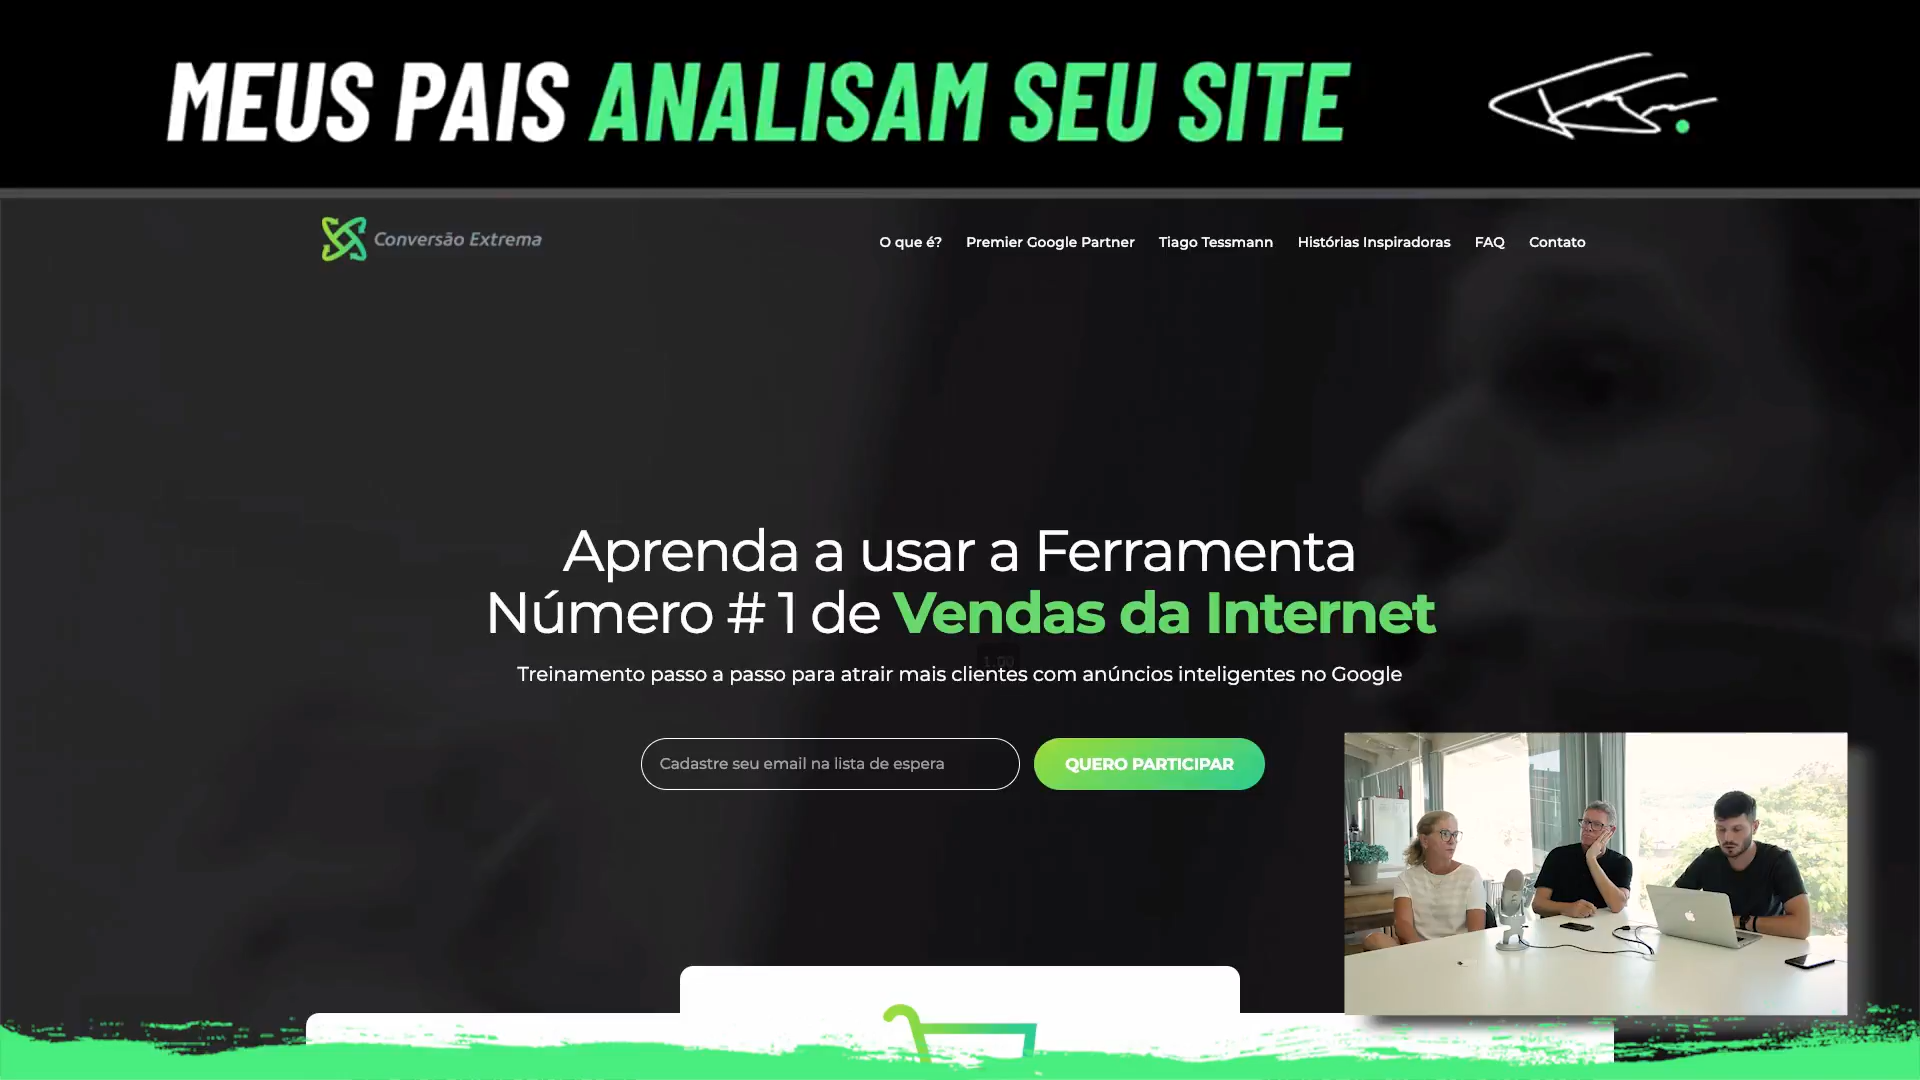 MEUS PAIS ANALISAM SEU SITE
Conversão Extrema
O que é?
Premier Google Partner
Tiago Tessmann
Histórias Inspiradoras
FAQ
Contato
Aprenda a usar a Ferramenta
Número # 1 de Vendas da Internet
1.00
Treinamento passo a passo para atrair mais clientes com anúncios inteligentes no Google
Cadastre seu email na lista de espera
QUERO PARTICIPAR